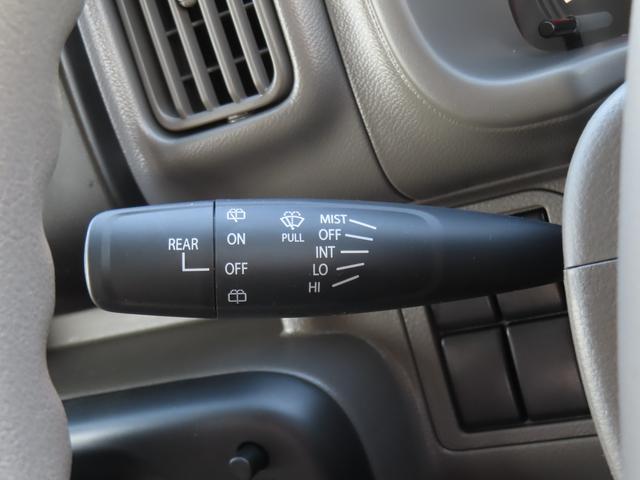 REAR
ON
OFF
PULL
MIST
OFF
INT
LO
HI